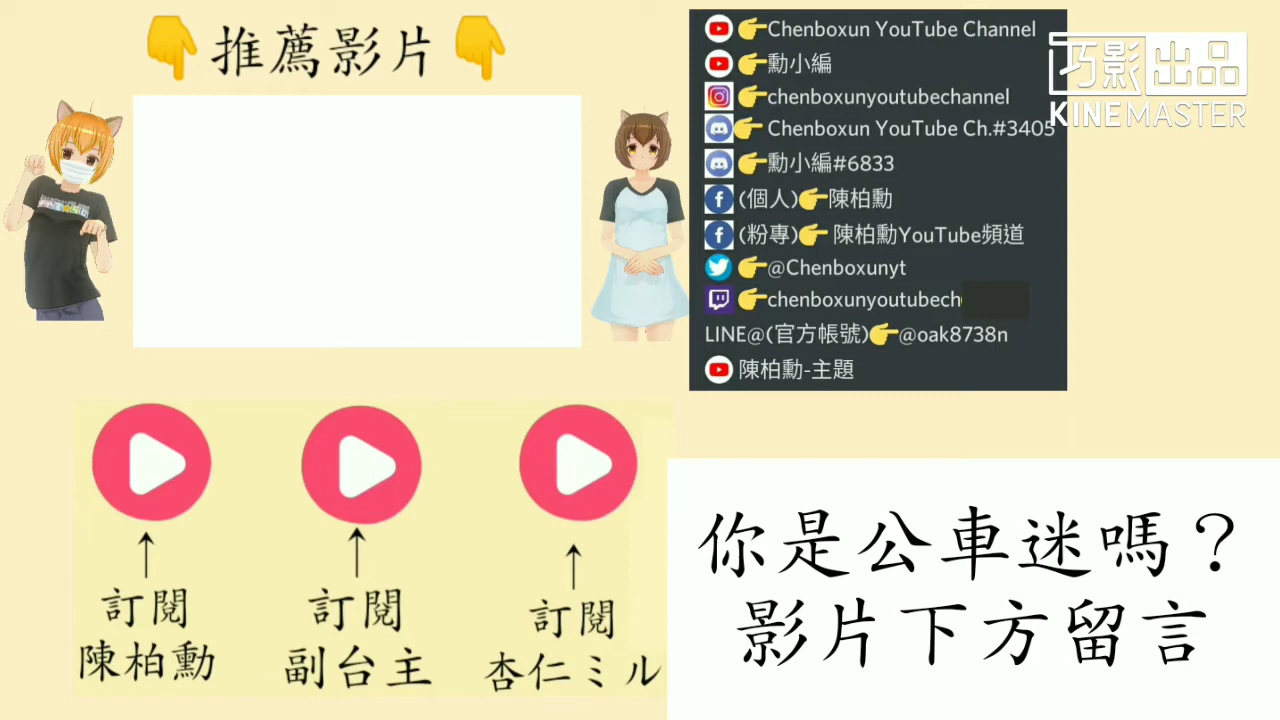 推薦影片
Chenboxun YouTube Channel
勳小編
chenboxunyoutubechannel
Chenboxun YouTube Ch.#3405
勳小編#6833
(個人)陳柏勳
(粉專)陳柏勳YouTube頻道
@Chenboxunyt
chenboxunyoutubech
LINE@(官方帳號)@oak8738n
陳柏勳-主題
巧影出品
KINEMASTER
訂閱
陳柏勳
訂閱
副台主
訂閱
杏仁ミル
你是公車迷嗎？
影片下方留言